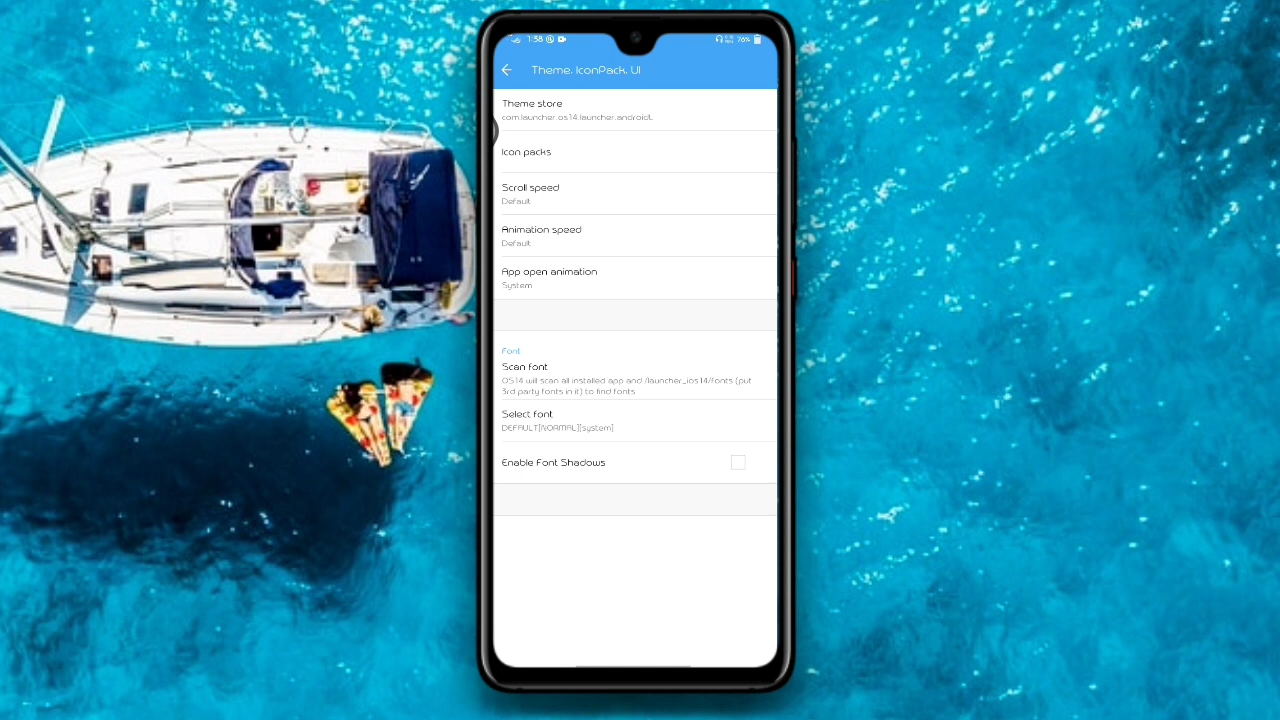 1:38
76%
Theme, IconPack, UI
Theme store
com.launcher.os14.launcher.androidL
Icon packs
Scroll speed
Default
Animation speed
Default
App open animation
System
Font
Scan font
OS14 will scan all installed app and /launcher_ios14/fonts (put
3rd party fonts in it) to find fonts
Select font
DEFAULT[NORMAL][system]
Enable Font Shadows